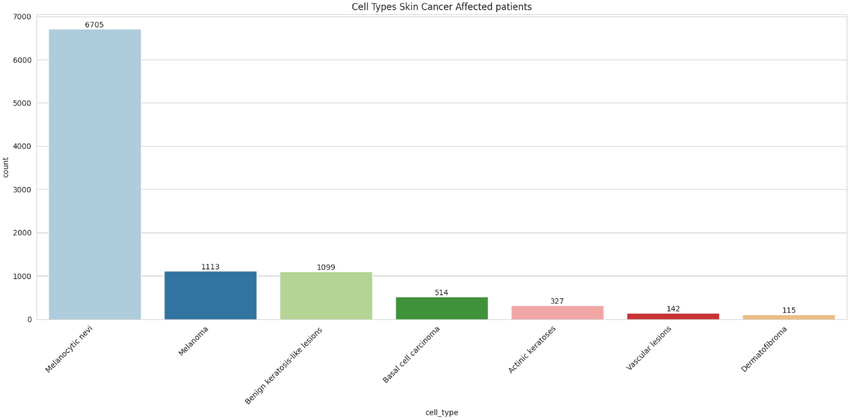 Cell Types Skin Cancer Affected patients
7000
6000
5000
4000
3000
2000
1000
0
count
6705
1113
1099
514
327
142
115
Melanocytic nevi
Melanoma
Benign keratosis-like lesions
Basal cell carcinoma
Actinic keratoses
Vascular lesions
Dermatofibroma
cell_type